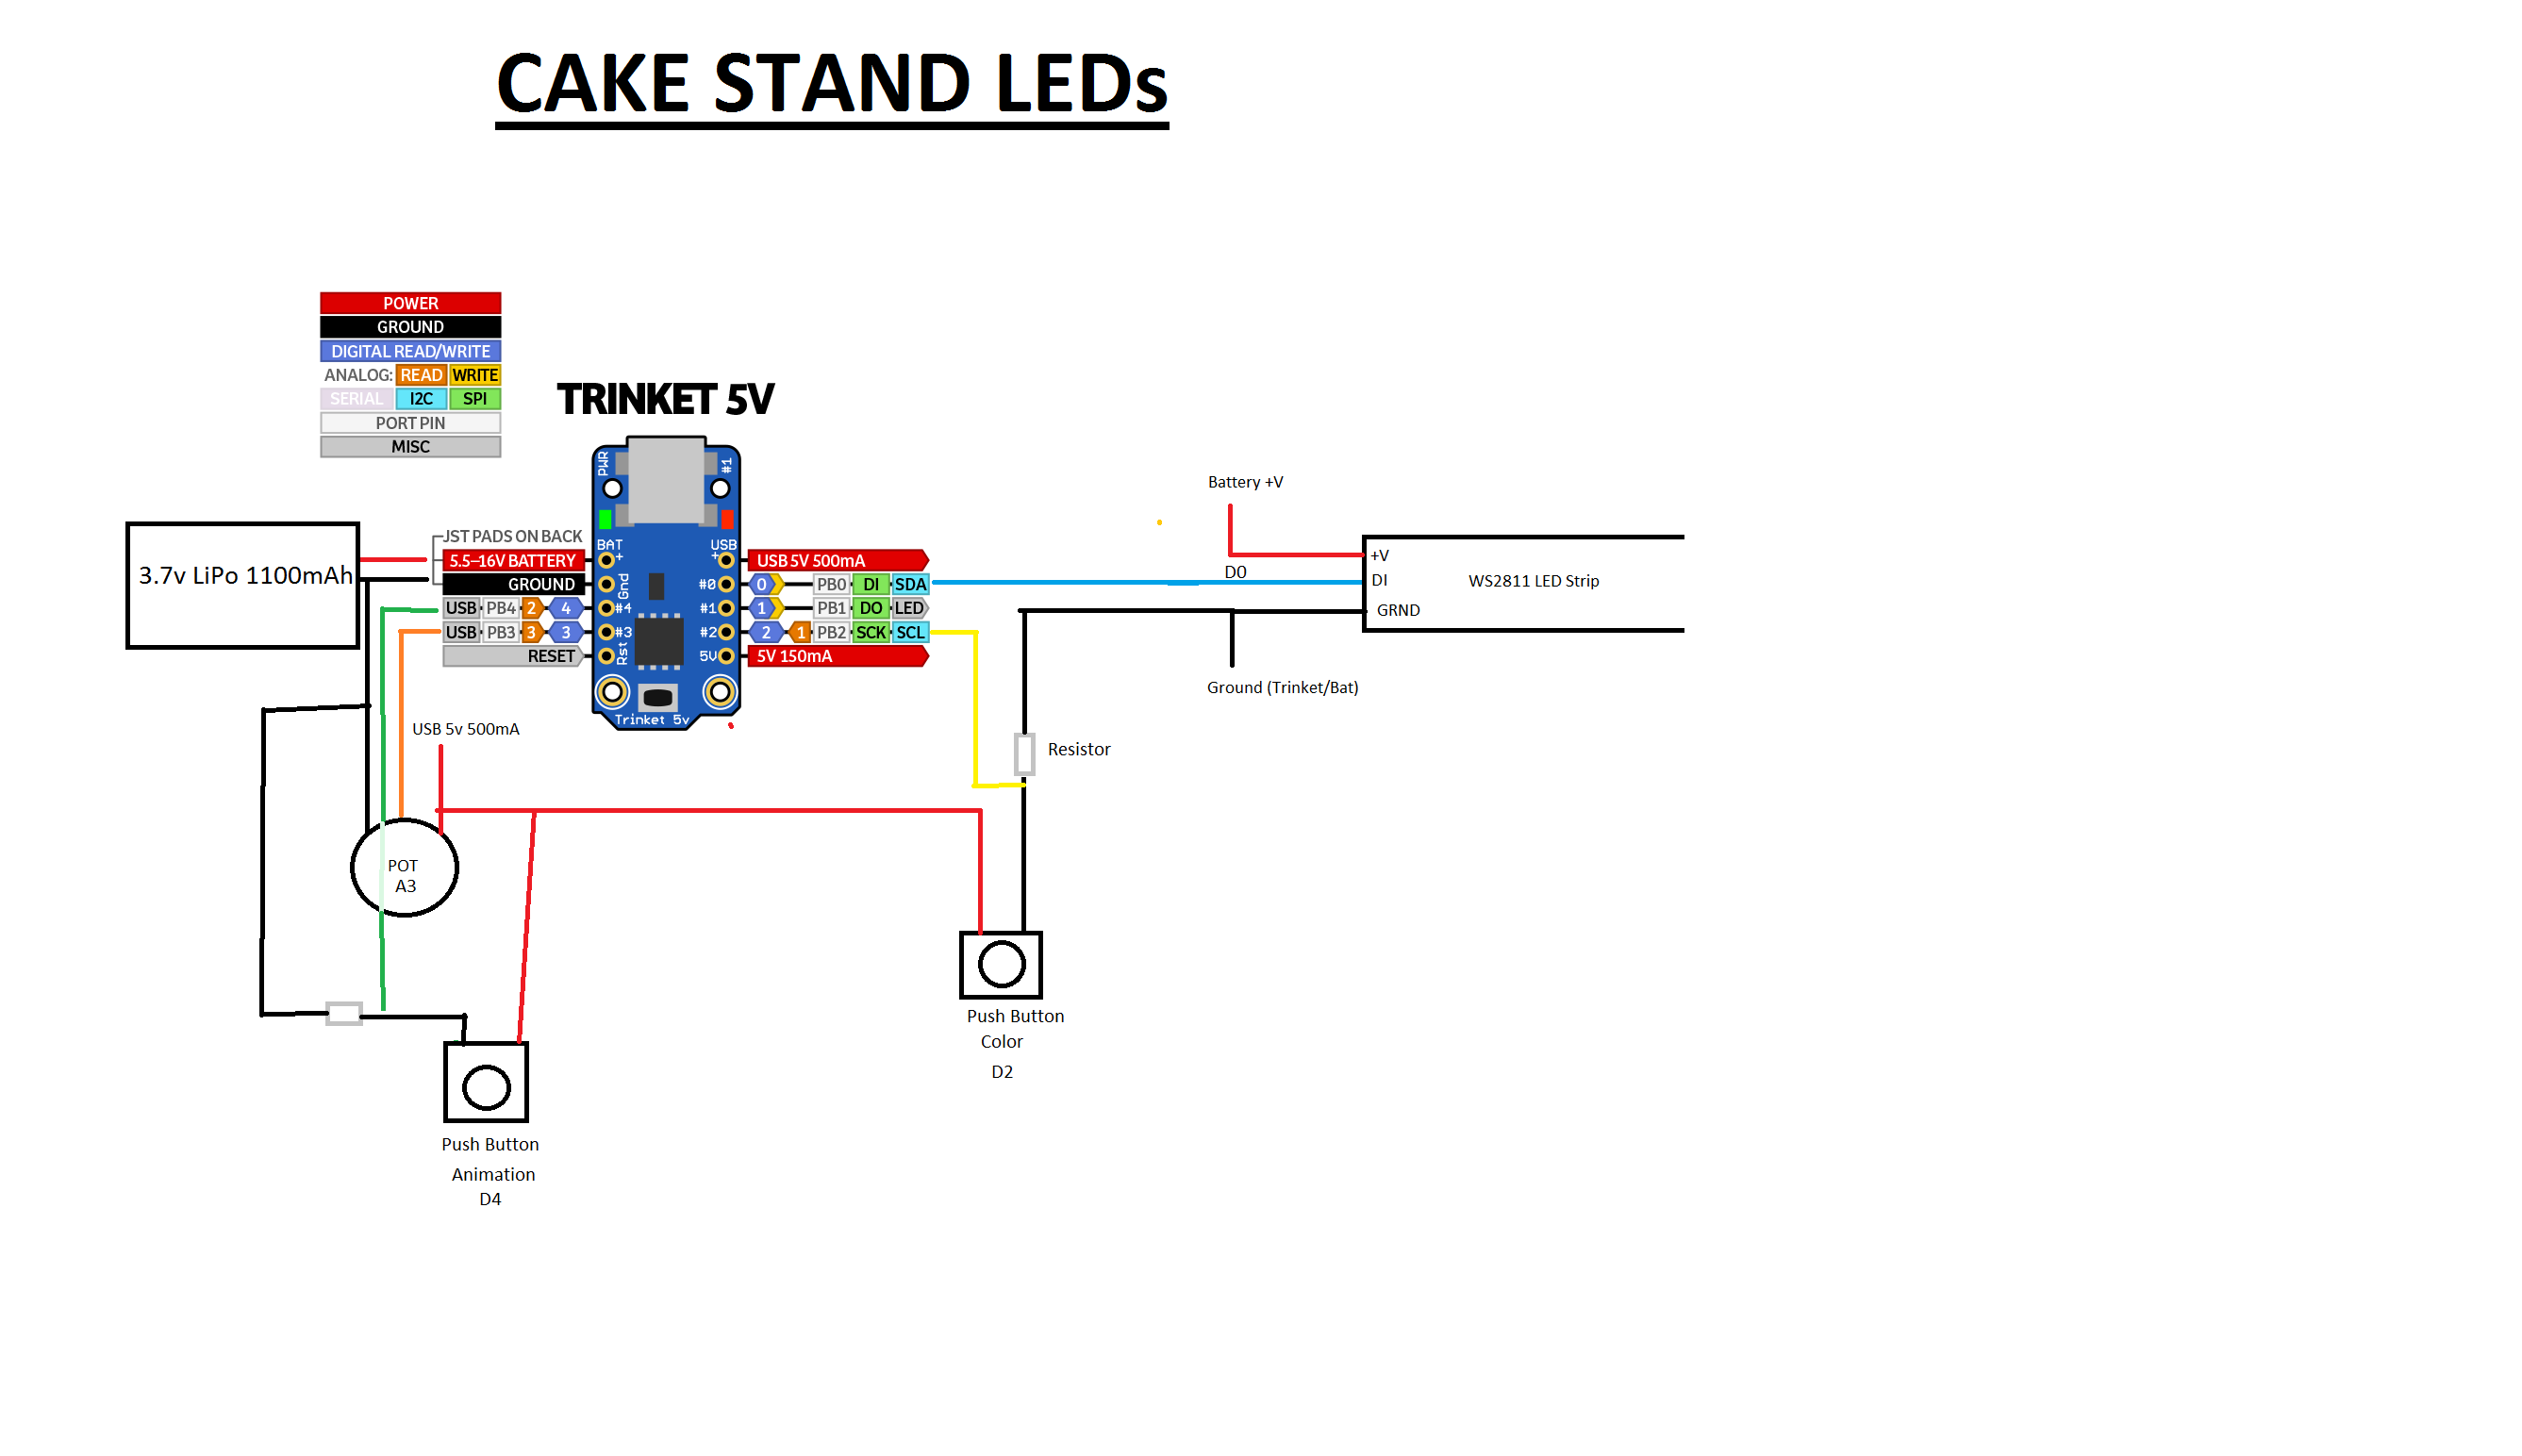 CAKE STAND LEDs
POWER
GROUND
DIGITAL READ/WRITE
ANALOG: READ WRITE
SERIAL I2C SPI
PORT PIN
MISC
TRINKET 5V
PWR
#1
3.7v LiPo 1100mAh
JST PADS ON BACK
5.5–16V BATTERY
GROUND
USB PB4 2 4
USB PB3 3 3
RESET
BAT
+
Gnd
#4
#3
Rst
USB
+
#0
#1
#2
5V
Trinket 5v
USB 5V 500mA
0 PB0 DI SDA
1 PB1 DO LED
2 1 PB2 SCK SCL
5V 150mA
Battery +V
D0
+V
DI
GRND
WS2811 LED Strip
Ground (Trinket/Bat)
USB 5v 500mA
Resistor
POT
A3
Push Button
Color
D2
Push Button
Animation
D4